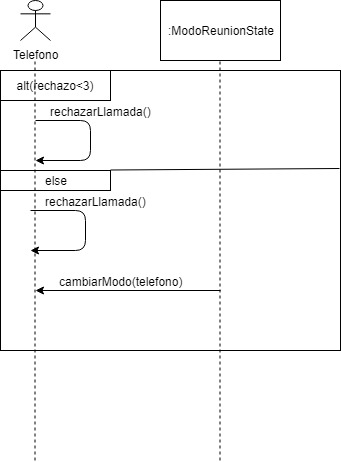 Telefono
:ModoReunionState
alt(rechazo<3)
rechazarLlamada()
else
rechazarLlamada()
cambiarModo(telefono)